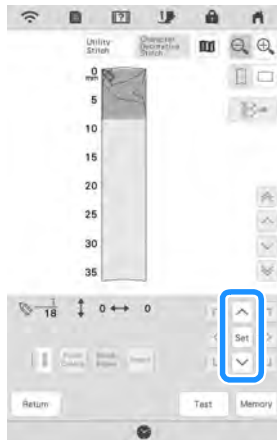 Utility Stitch
Character Decorative Stitch
0
mm
5
10
15
20
25
30
35
1/18 0 0
Set
Return Test Memory